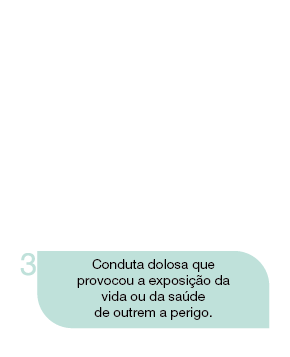 3
Conduta dolosa que
provocou a exposição da
vida ou da saúde
de outrem a perigo.